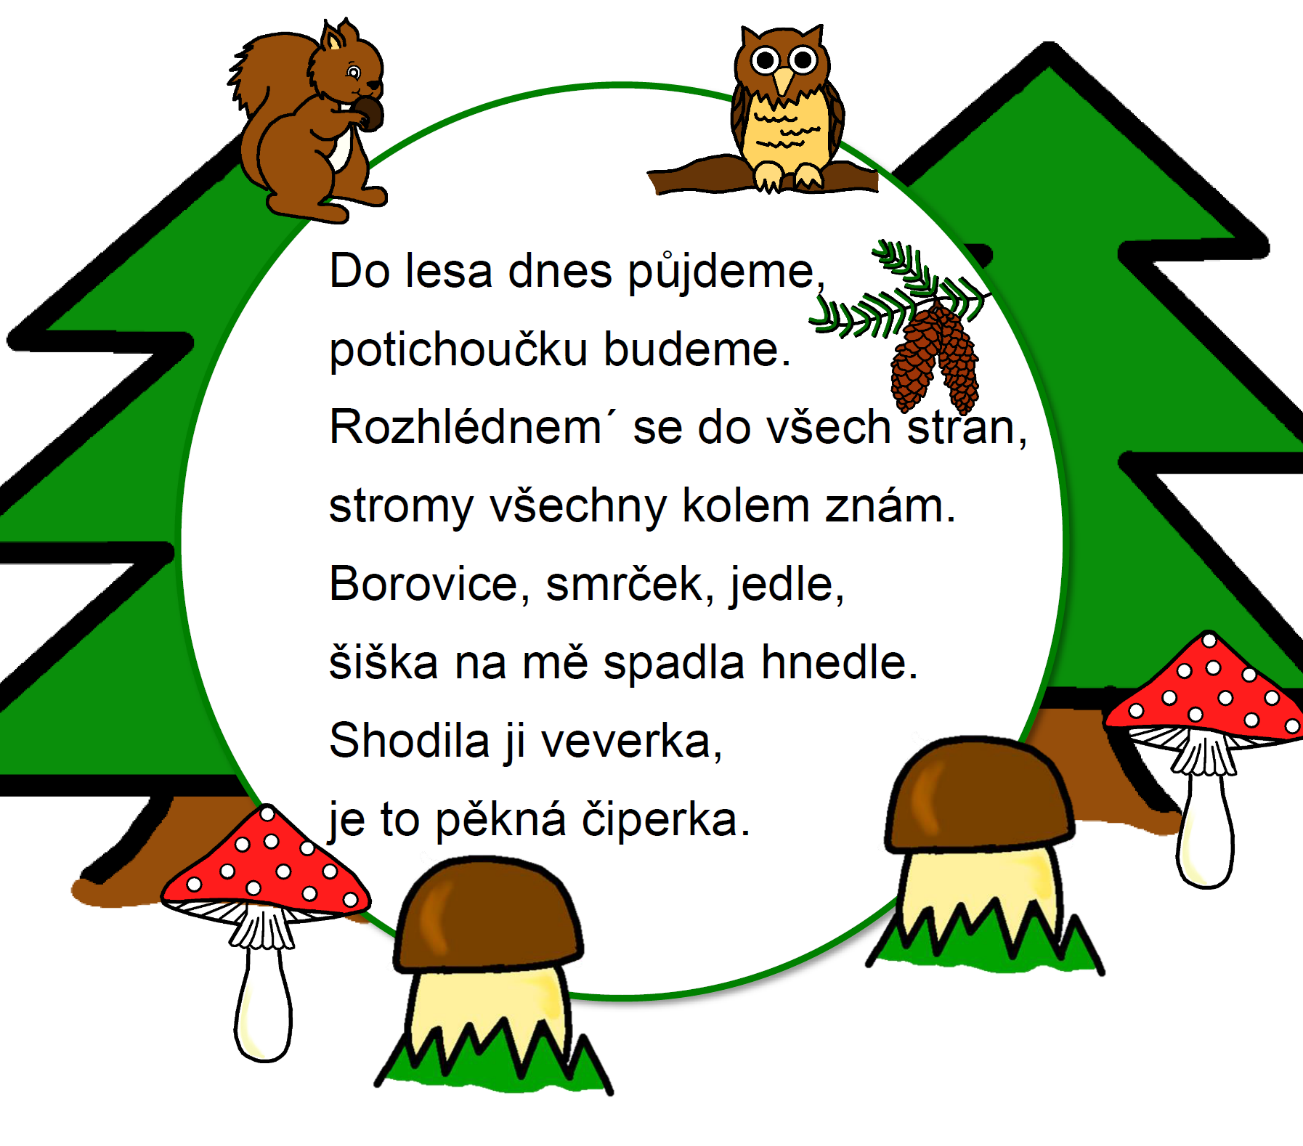 Do lesa dnes půjdeme,
potichoučku budeme.
Rozhlédnem´ se do všech stran,
stromy všechny kolem znám.
Borovice, smrček, jedle,
šiška na mě spadla hnedle.
Shodila ji veverka,
je to pěkná čiperka.